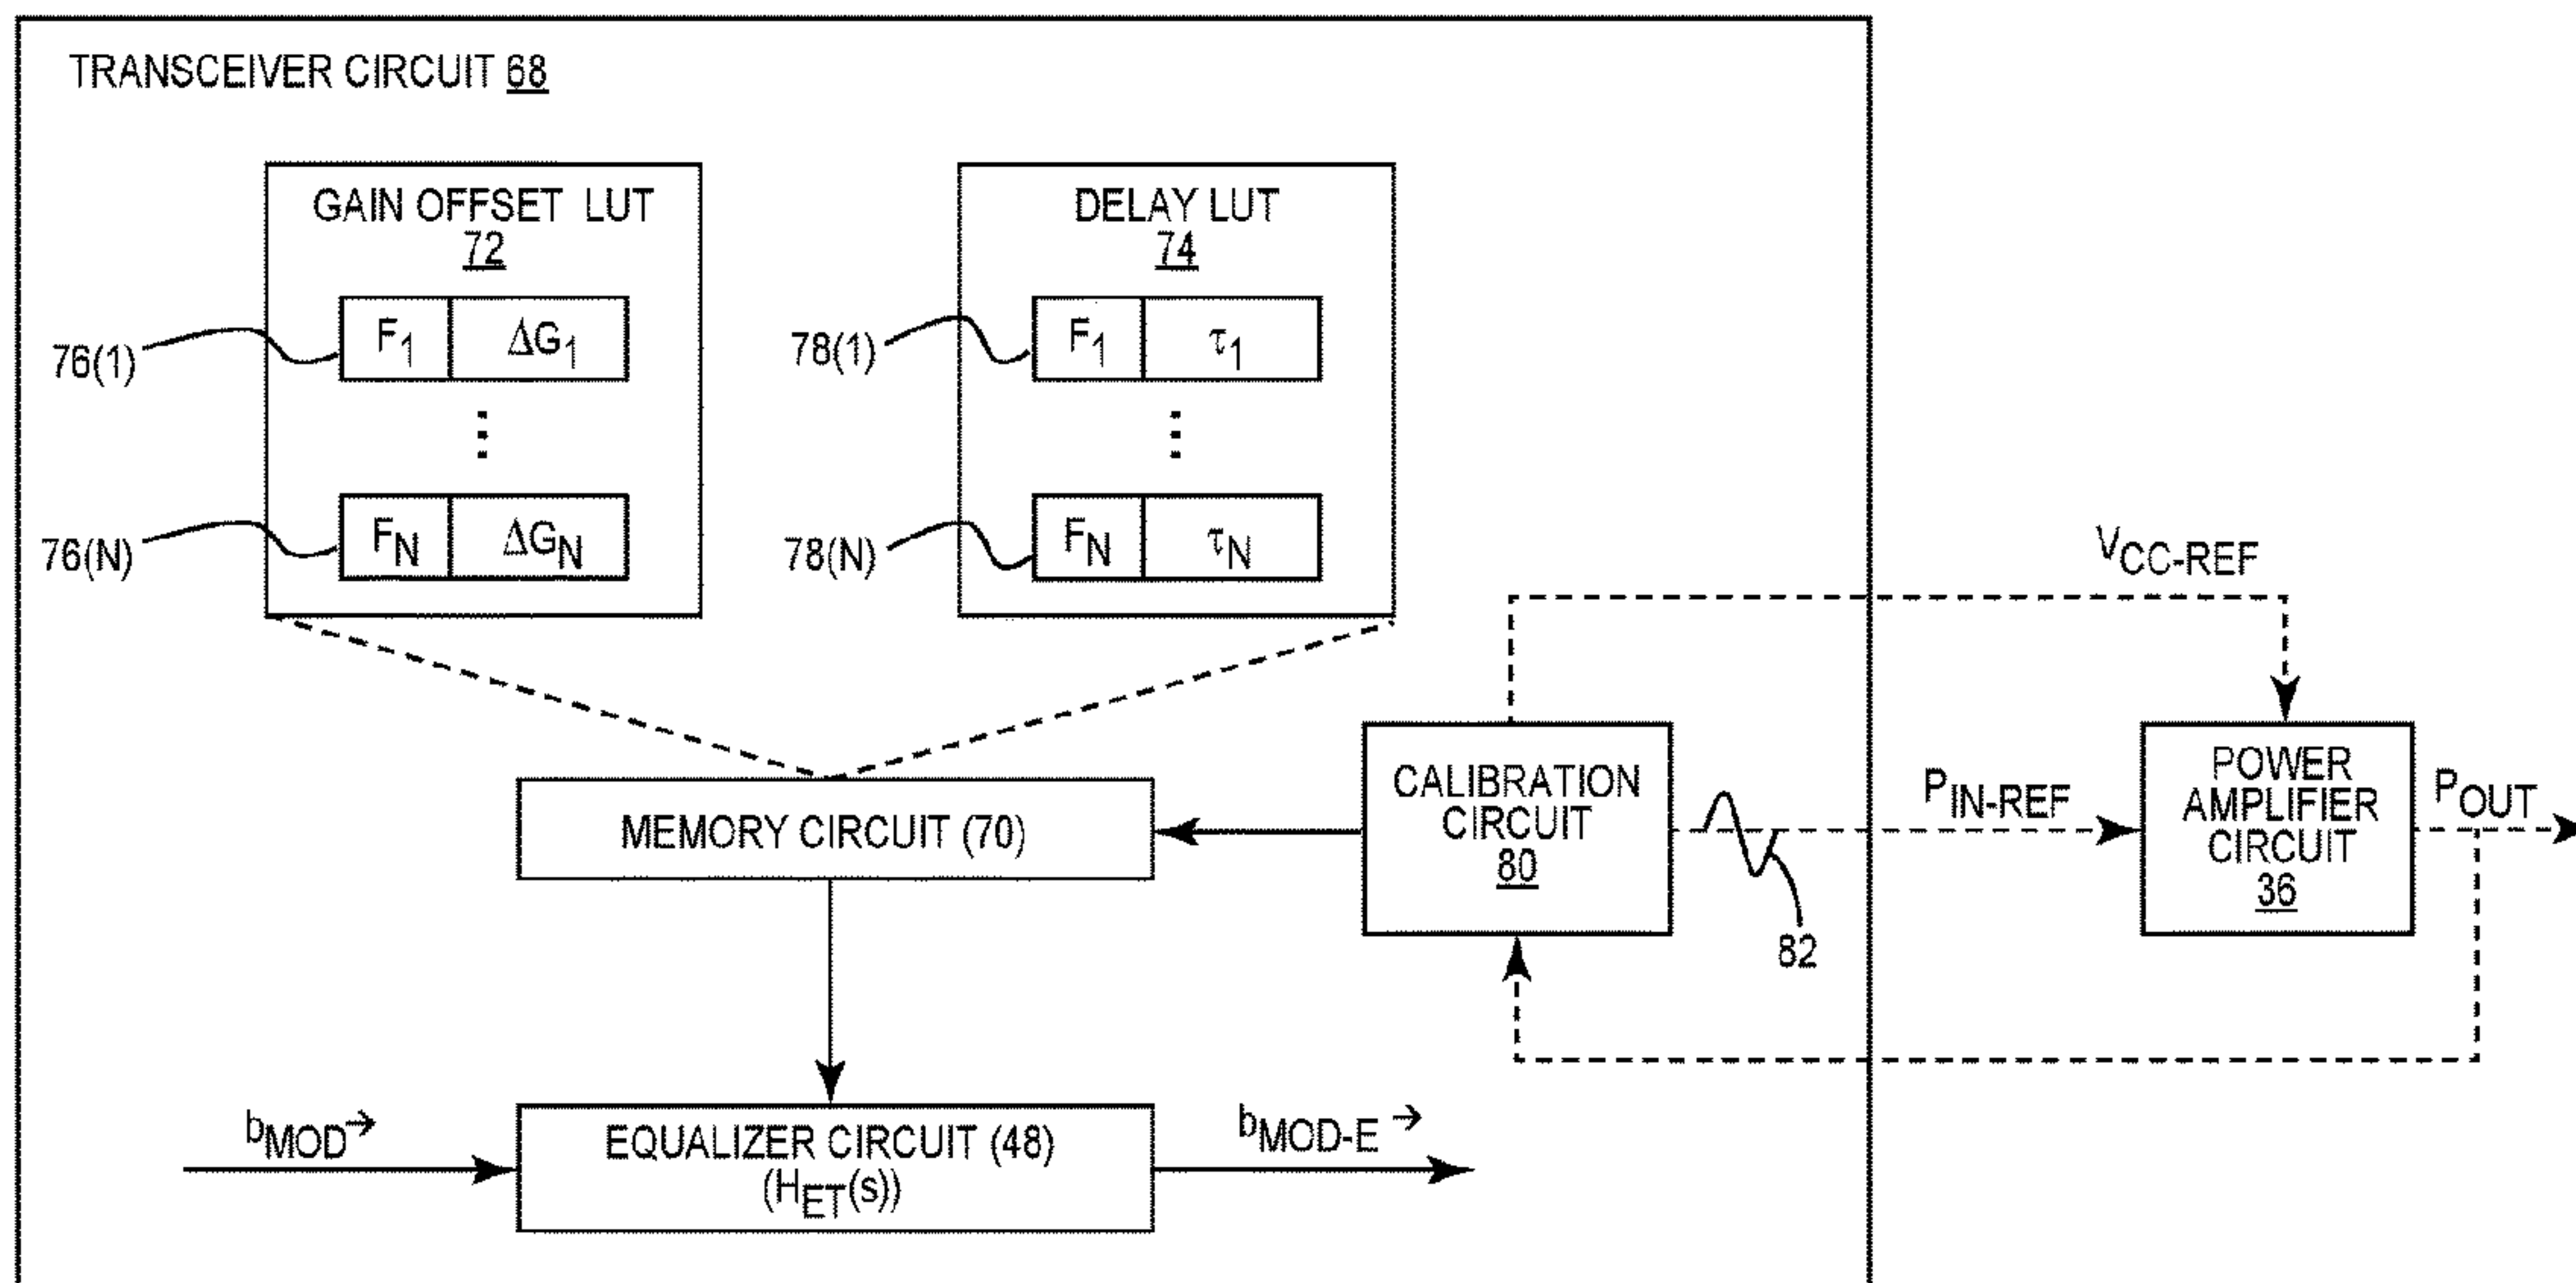 TRANSCEIVER CIRCUIT 68
GAIN OFFSET LUT
72
76(1)
F1 ΔG1
⋮
76(N)
FN ΔGN
DELAY LUT
74
78(1)
F1 τ1
⋮
78(N)
FN τN
VCC-REF
MEMORY CIRCUIT (70)
CALIBRATION
CIRCUIT
80
82
PIN-REF
POWER
AMPLIFIER
CIRCUIT
36
POUT
bMOD→
EQUALIZER CIRCUIT (48)
(HET(s))
bMOD-E→